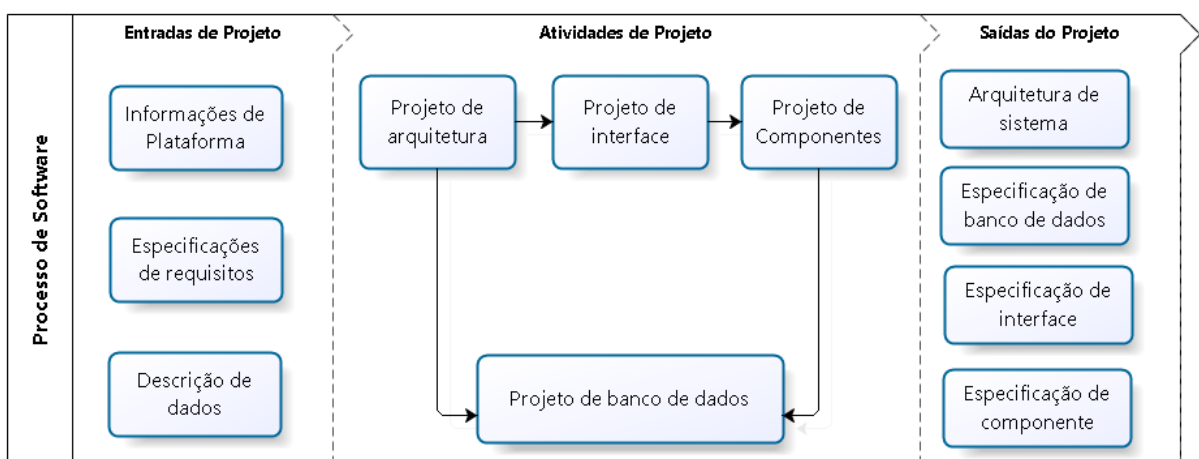 Processo de Software
Entradas de Projeto
Informações de
Plataforma
Especificações
de requisitos
Descrição de
dados
Atividades de Projeto
Projeto de
arquitetura
Projeto de
interface
Projeto de
Componentes
Projeto de banco de dados
Saídas do Projeto
Arquitetura de
sistema
Especificação de
banco de dados
Especificação de
interface
Especificação de
componente